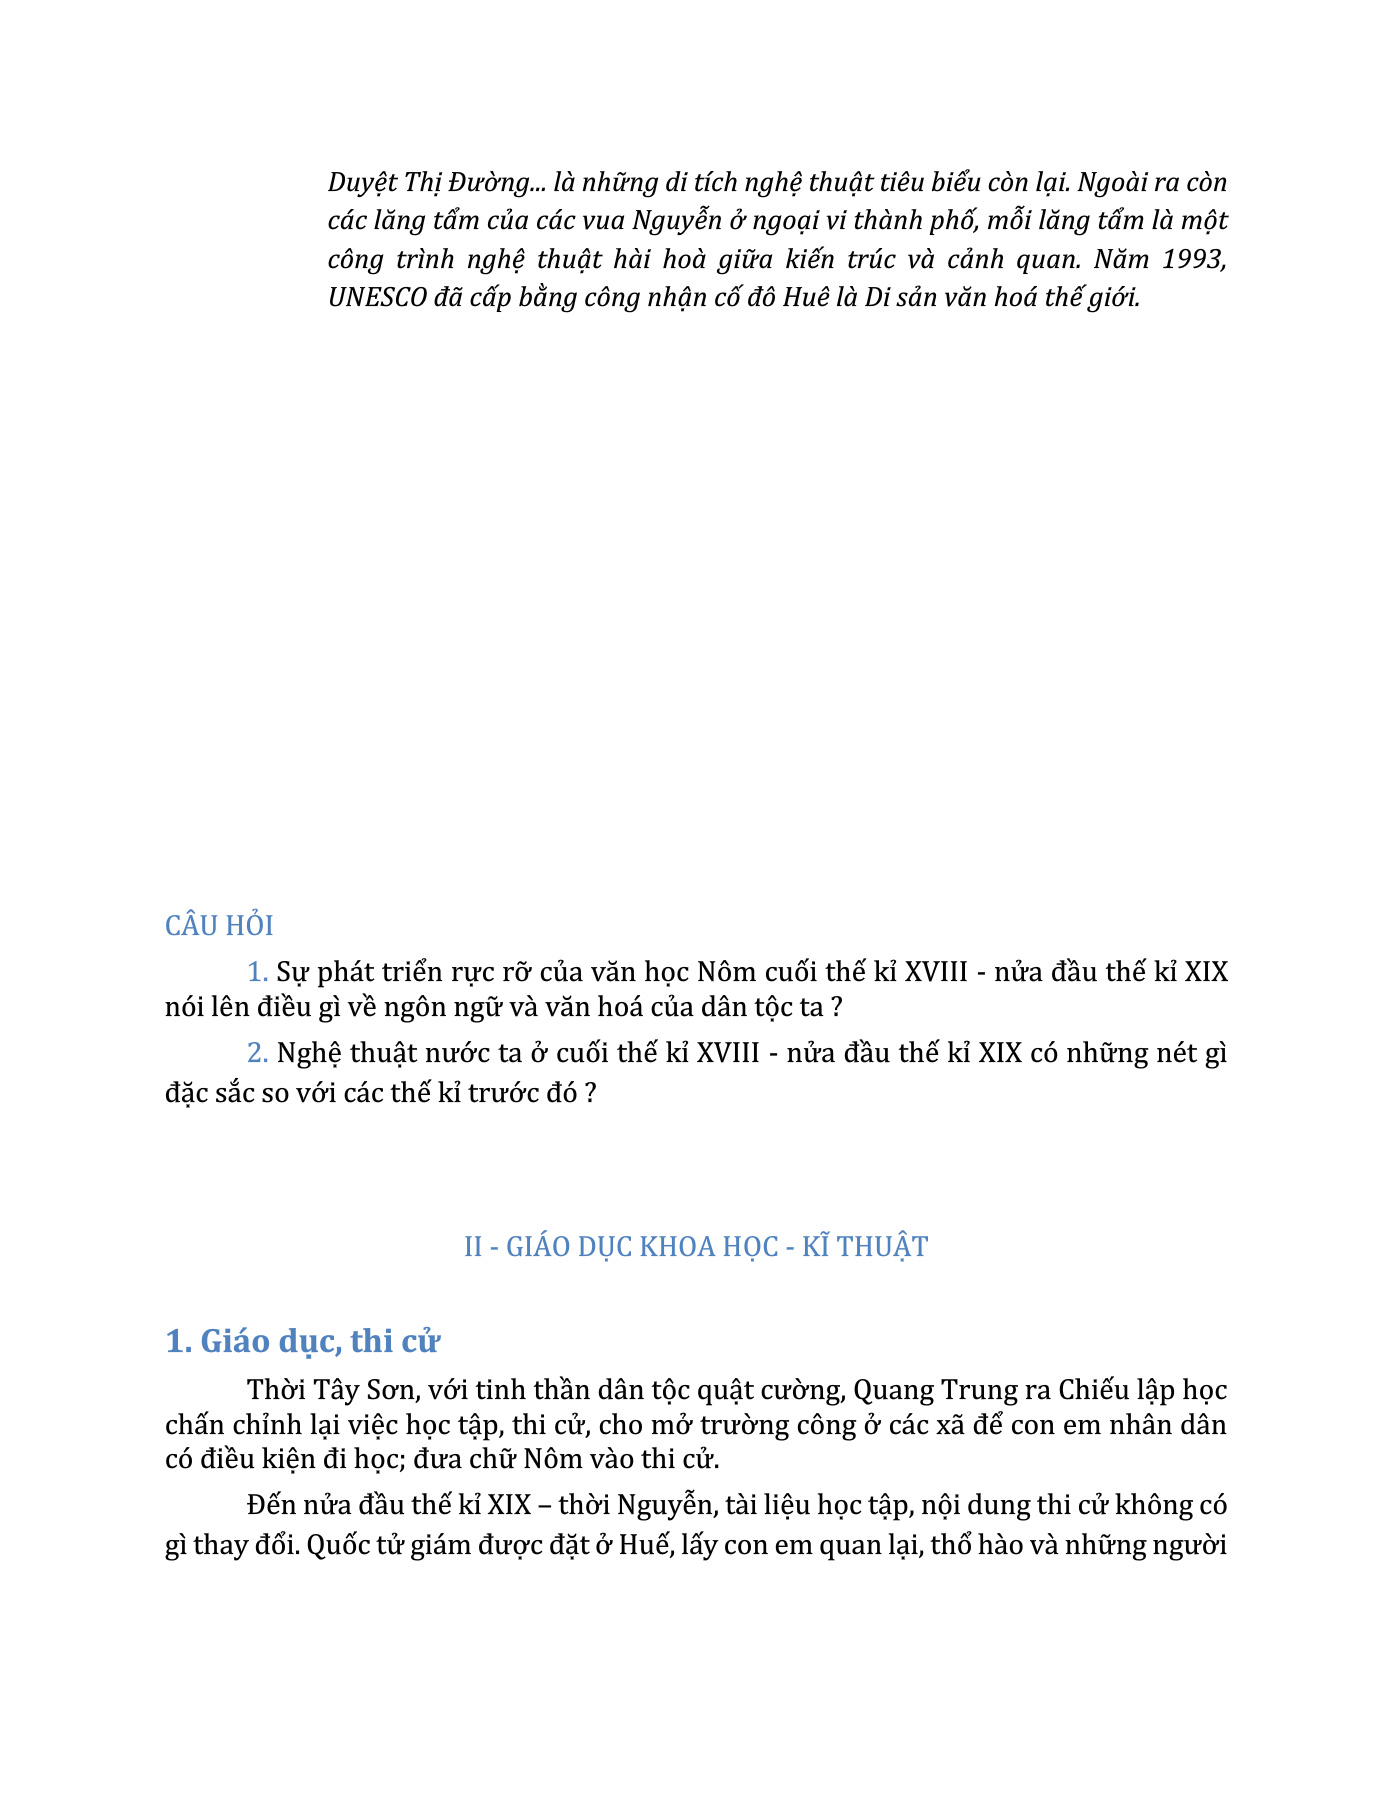 Duyệt Thị Đường... là những di tích nghệ thuật tiêu biểu còn lại. Ngoài ra còn
các lăng tẩm của các vua Nguyễn ở ngoại vi thành phố, mỗi lăng tẩm là một
công trình nghệ thuật hài hoà giữa kiến trúc và cảnh quan. Năm 1993,
UNESCO đã cấp bằng công nhận cố đô Huê là Di sản văn hoá thế giới.
CÂU HỎI
1. Sự phát triển rực rỡ của văn học Nôm cuối thế kỉ XVIII - nửa đầu thế kỉ XIX
nói lên điều gì về ngôn ngữ và văn hoá của dân tộc ta ?
2. Nghệ thuật nước ta ở cuối thế kỉ XVIII - nửa đầu thế kỉ XIX có những nét gì
đặc sắc so với các thế kỉ trước đó ?
II - GIÁO DỤC KHOA HỌC - KĨ THUẬT
1. Giáo dục, thi cử
Thời Tây Sơn, với tinh thần dân tộc quật cường, Quang Trung ra Chiếu lập học
chấn chỉnh lại việc học tập, thi cử, cho mở trường công ở các xã để con em nhân dân
có điều kiện đi học; đưa chữ Nôm vào thi cử.
Đến nửa đầu thế kỉ XIX – thời Nguyễn, tài liệu học tập, nội dung thi cử không có
gì thay đổi. Quốc tử giám được đặt ở Huế, lấy con em quan lại, thổ hào và những người